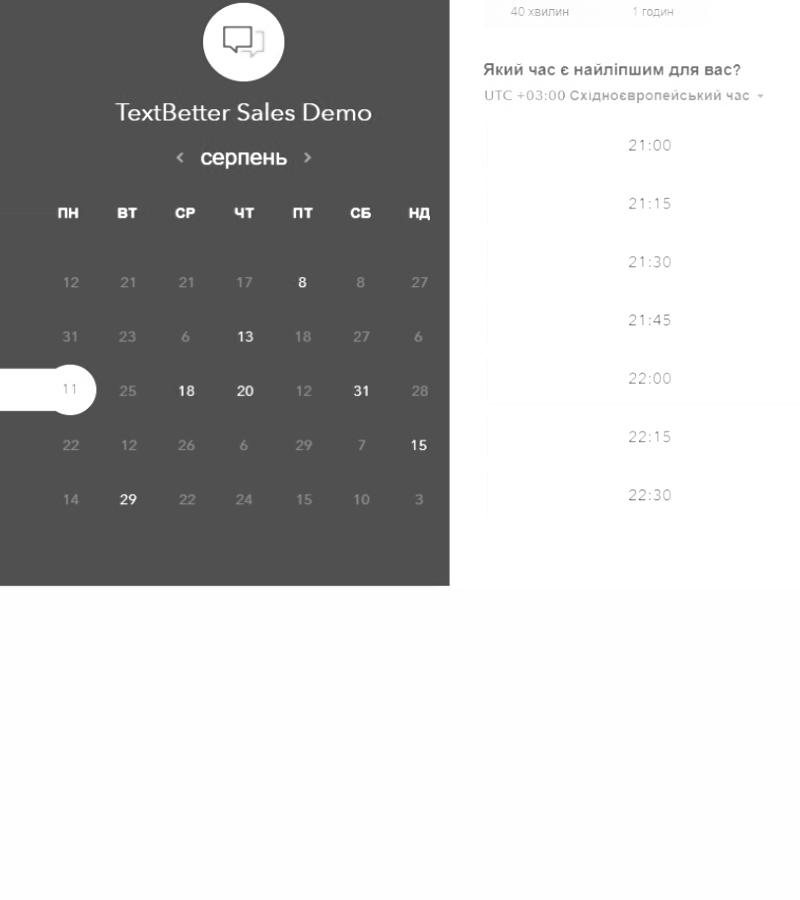 TextBetter Sales Demo
серпень
ПН ВТ СР ЧТ ПТ СБ НД
12 21 21 17 8 8 27
31 23 6 13 18 27 6
11 25 18 20 12 31 28
22 12 26 6 29 7 15
14 29 22 24 15 10 3
40 хвилин 1 годин
Який час є найліпшим для вас?
UTC +03:00 Східноєвропейський час
21:00
21:15
21:30
21:45
22:00
22:15
22:30